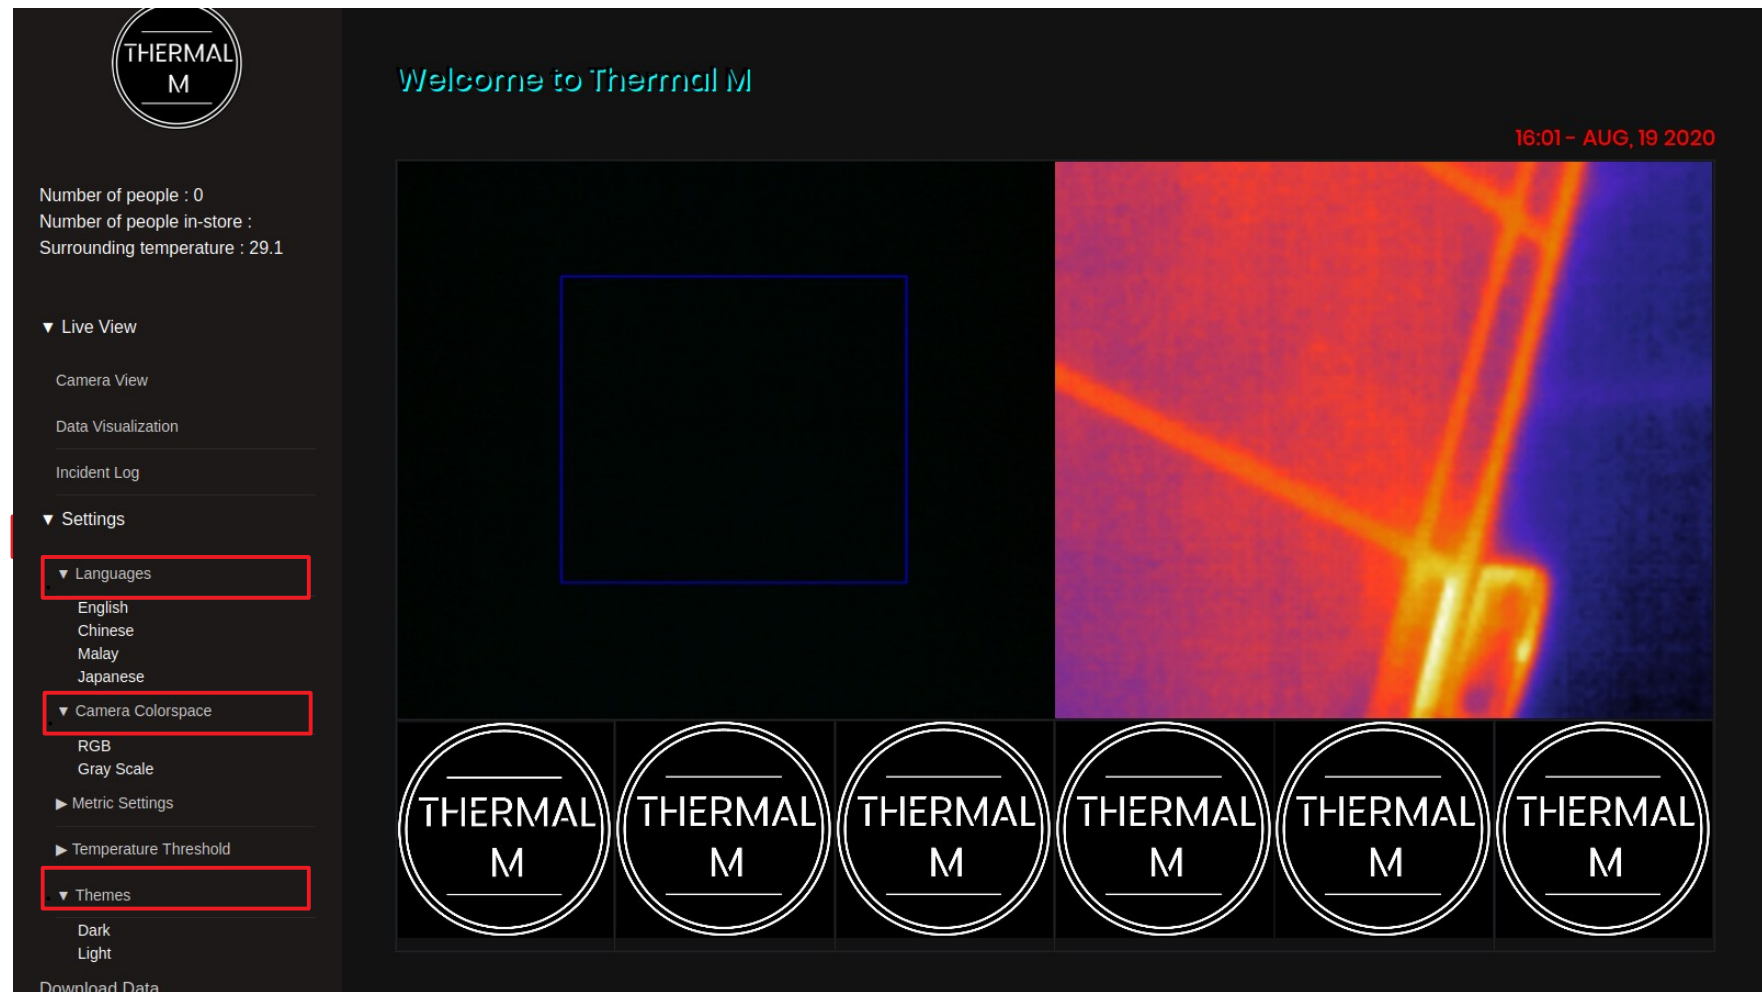 THERMAL
M
Number of people : 0
Number of people in-store :
Surrounding temperature : 29.1
▼ Live View
Camera View
Data Visualization
Incident Log
▼ Settings
▼ Languages
English
Chinese
Malay
Japanese
▼ Camera Colorspace
RGB
Gray Scale
▶ Metric Settings
▶ Temperature Threshold
▼ Themes
Dark
Light
Download Data
Welcome to Thermal M
16:01 - AUG, 19 2020
THERMAL
M
THERMAL
M
THERMAL
M
THERMAL
M
THERMAL
M
THERMAL
M